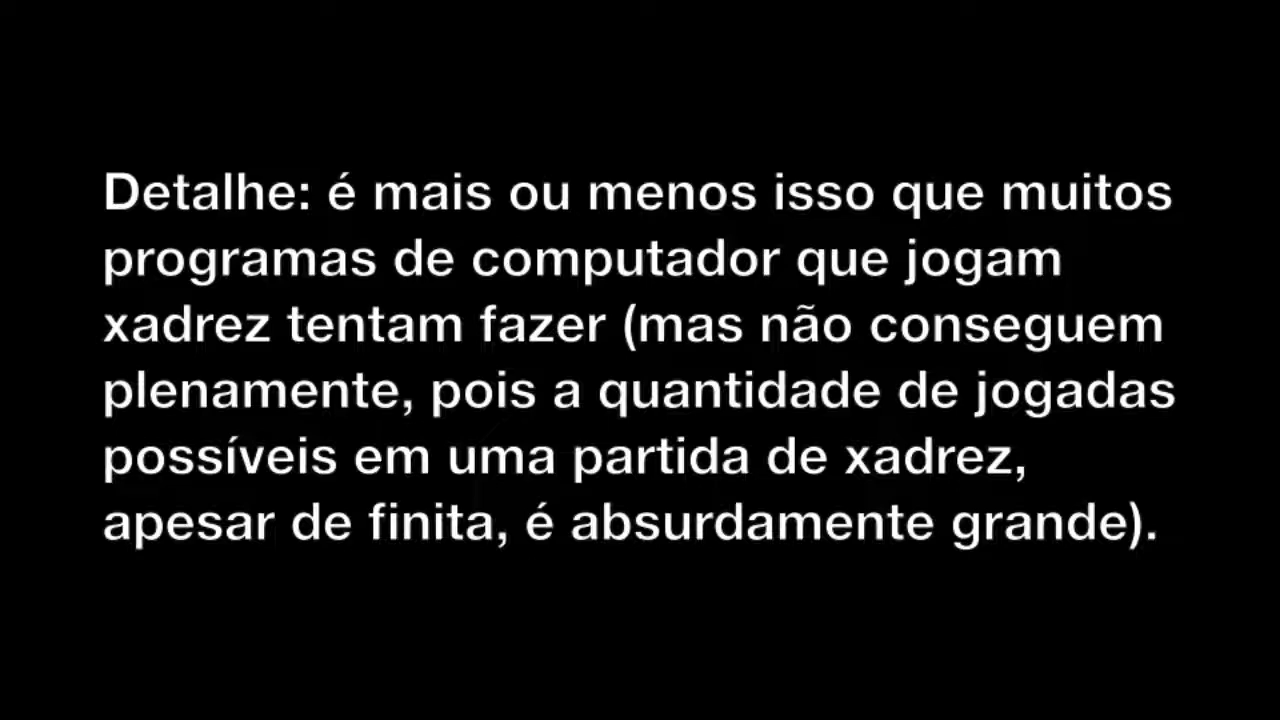 Detalhe: é mais ou menos isso que muitos
programas de computador que jogam
xadrez tentam fazer (mas não conseguem
plenamente, pois a quantidade de jogadas
possíveis em uma partida de xadrez,
apesar de finita, é absurdamente grande).